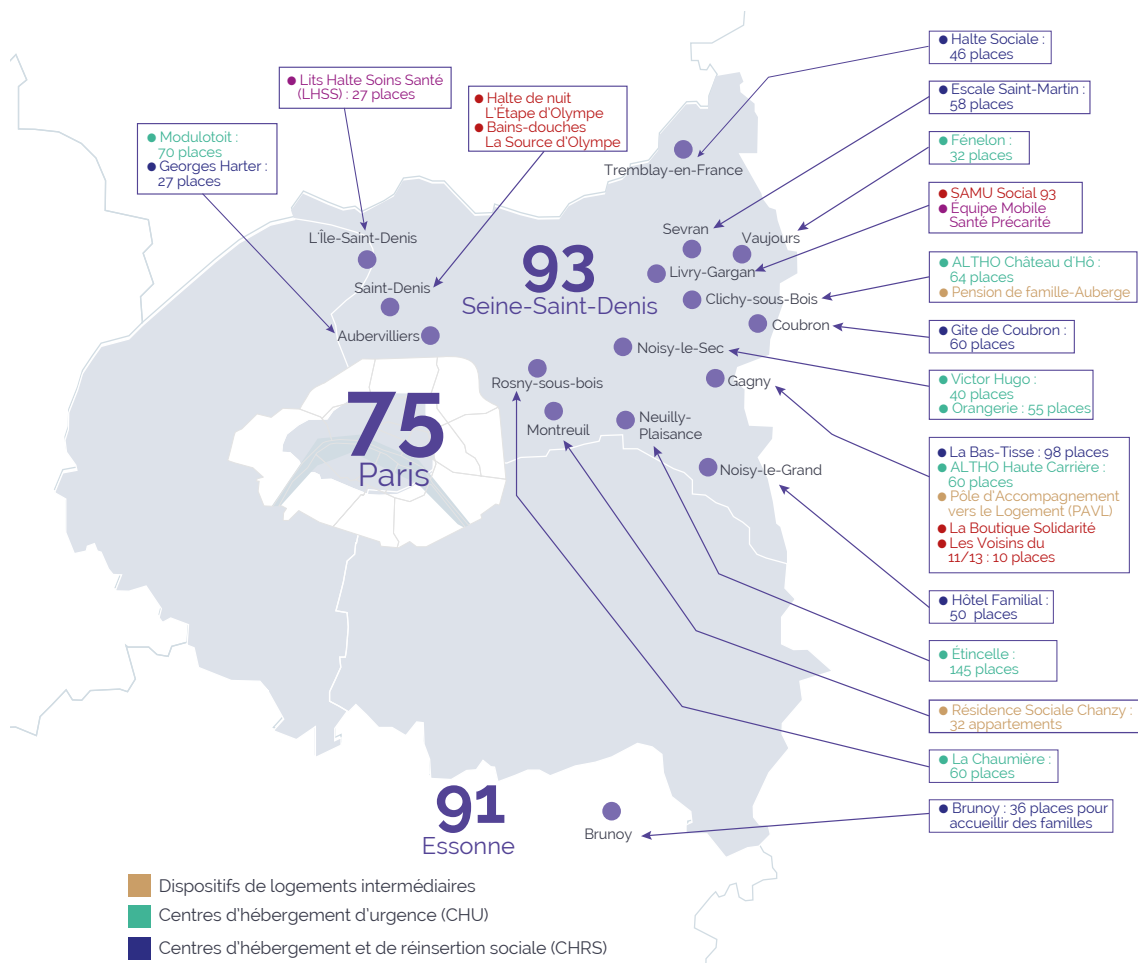 Halte Sociale :
46 places
Escale Saint-Martin :
58 places
Lits Halte Soins Santé
(LHSS) : 27 places
Halte de nuit
L'Étape d'Olympe
Bains-douches
La Source d'Olympe
Modulotoit :
70 places
Georges Harter :
27 places
Fénelon :
32 places
Tremblay-en-France
SAMU Social 93
Équipe Mobile
Santé Précarité
L'Île-Saint-Denis
Sevran
Vaujours
93
Seine-Saint-Denis
Livry-Gargan
ALTHO Château d'Hô :
64 places
Pension de famille-Auberge
Saint-Denis
Clichy-sous-Bois
Aubervilliers
Coubron
Gite de Coubron :
60 places
Noisy-le-Sec
Rosny-sous-bois
Gagny
Victor Hugo :
40 places
Orangerie : 55 places
75
Paris
Montreuil
Neuilly-
Plaisance
Noisy-le-Grand
La Bas-Tisse : 98 places
ALTHO Haute Carrière :
60 places
Pôle d'Accompagnement
vers le Logement (PAVL)
La Boutique Solidarité
Les Voisins du
11/13 : 10 places
Hôtel Familial :
50 places
Étincelle :
145 places
Résidence Sociale Chanzy :
32 appartements
La Chaumière :
60 places
91
Essonne
Brunoy
Brunoy : 36 places pour
accueillir des familles
Dispositifs de logements intermédiaires
Centres d'hébergement d'urgence (CHU)
Centres d'hébergement et de réinsertion sociale (CHRS)